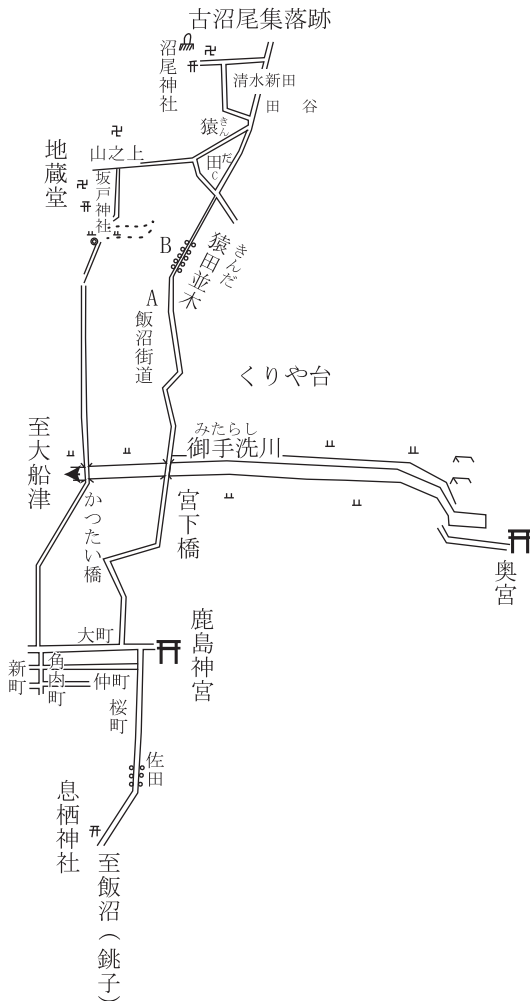 古沼尾集落跡
沼尾神社
清水新田
田　谷
猿きん
田だ
C
山之上
地蔵堂
坂戸神社
B
猿田並木
きんだ
A
飯沼街道
くりや台
みたらし
御手洗川
至大船津
かつたい橋
宮下橋
奥宮
大町
鹿島神宮
新町
角内町
仲町
桜町
佐田
息栖神社
至飯沼（銚子）